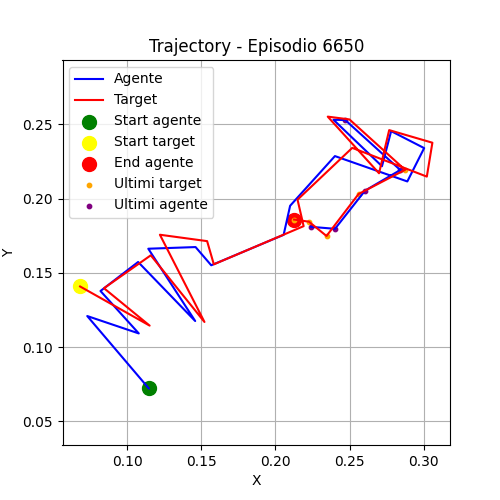 Trajectory - Episodio 6650
Agente
Target
Start agente
Start target
End agente
Ultimi target
Ultimi agente
0.25
0.20
0.15
0.10
0.05
Y
0.10 0.15 0.20 0.25 0.30
X